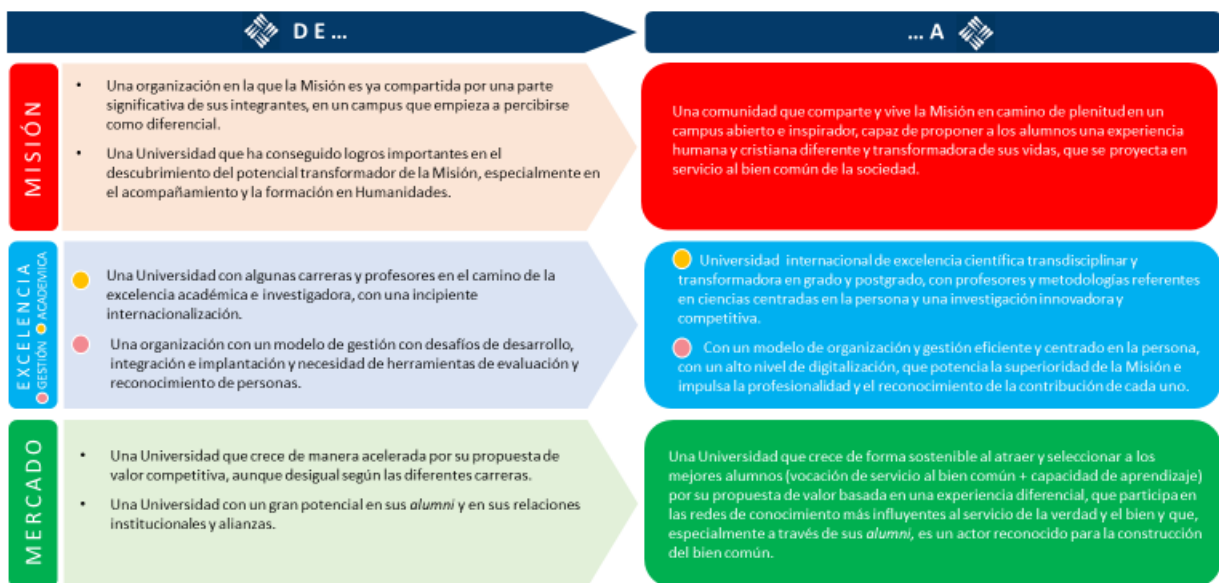 DE...
...A
MISIÓN
• Una organización en la que la Misión es ya compartida por una parte
significativa de sus integrantes, en un campus que empieza a percibirse
como diferencial.
• Una Universidad que ha conseguido logros importantes en el
descubrimiento del potencial transformador de la Misión, especialmente en
el acompañamiento y la formación en Humanidades.
Una comunidad que comparte y vive la Misión en camino de plenitud en un
campus abierto e inspirador, capaz de proponer a los alumnos una experiencia
humana y cristiana diferente y transformadora de sus vidas, que se proyecta en
servicio al bien común de la sociedad.
EXCELENCIA
GESTIÓN ACADEMICA
Una Universidad con algunas carreras y profesores en el camino de la
excelencia académica e investigadora, con una incipiente
internacionalización.
Una organización con un modelo de gestión con desafíos de desarrollo,
integración e implantación y necesidad de herramientas de evaluación y
reconocimiento de personas.
Universidad internacional de excelencia científica transdisciplinar y
transformadora en grado y postgrado, con profesores y metodologías referentes
en ciencias centradas en la persona y una investigación innovadora y
competitiva.
Con un modelo de organización y gestión eficiente y centrado en la persona,
con un alto nivel de digitalización, que potencia la superioridad de la Misión e
impulsa la profesionalidad y el reconocimiento de la contribución de cada uno.
MERCADO
• Una Universidad que crece de manera acelerada por su propuesta de
valor competitiva, aunque desigual según las diferentes carreras.
• Una Universidad con un gran potencial en sus alumni y en sus relaciones
institucionales y alianzas.
Una Universidad que crece de forma sostenible al atraer y seleccionar a los
mejores alumnos (vocación de servicio al bien común + capacidad de aprendizaje)
por su propuesta de valor basada en una experiencia diferencial, que participa en
las redes de conocimiento más influyentes al servicio de la verdad y el bien y que,
especialmente a través de sus alumni, es un actor reconocido para la construcción
del bien común.